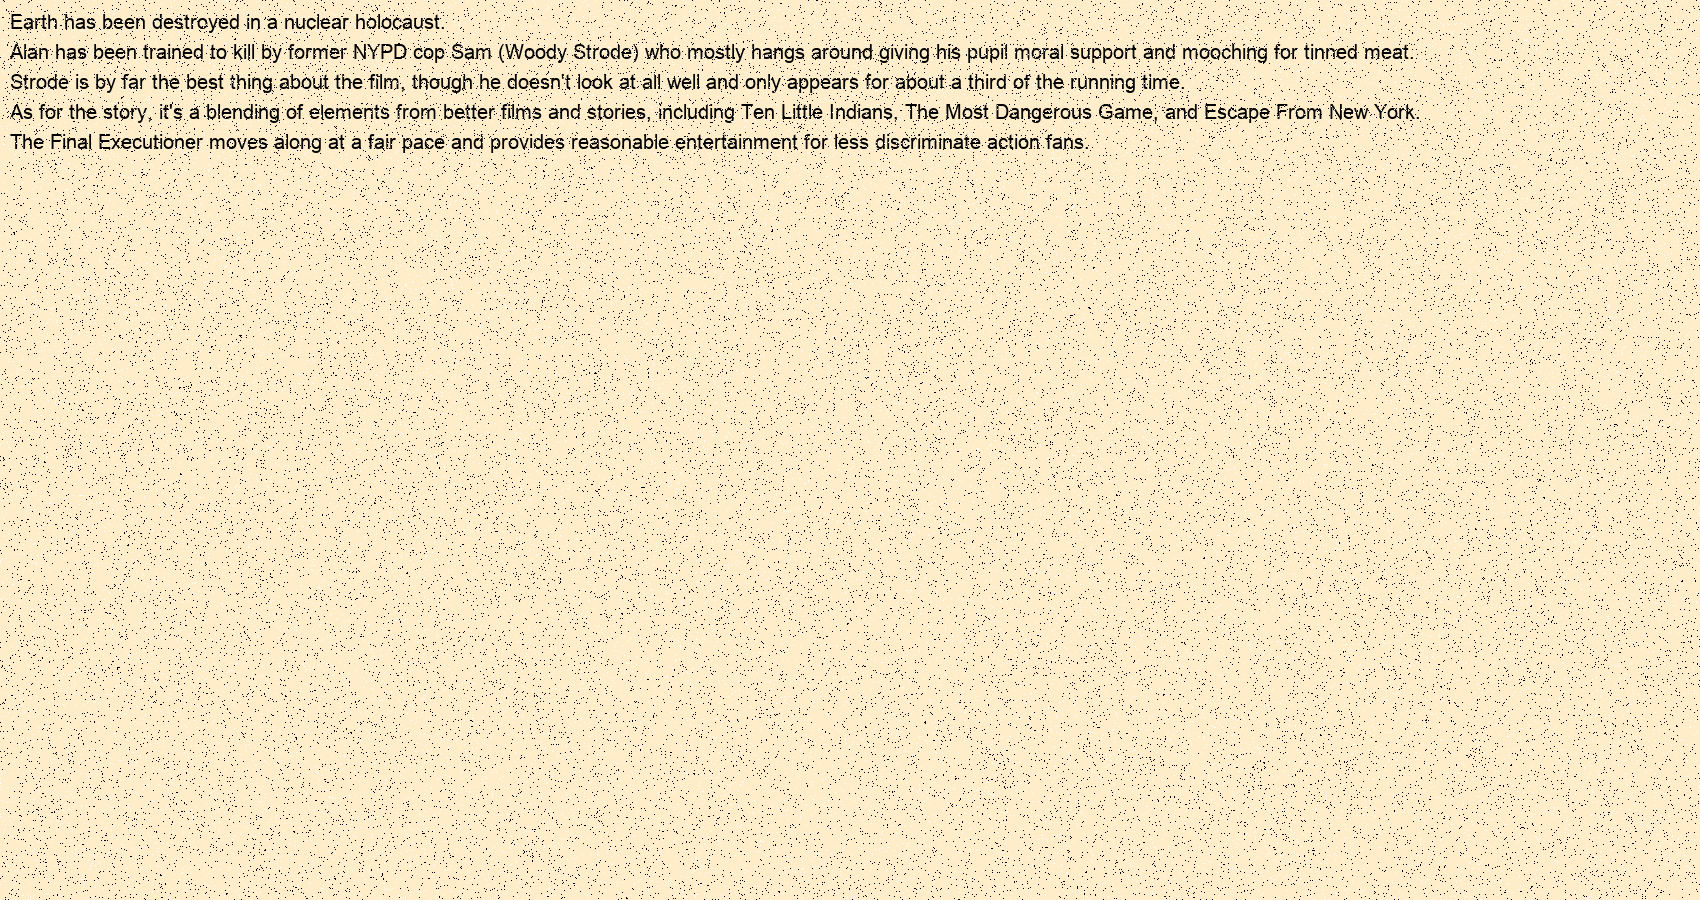 Earth has been destroyed in a nuclear holocaust.
Alan has been trained to kill by former NYPD cop Sam (Woody Strode) who mostly hangs around giving his pupil moral support and mooching for tinned meat.
Strode is by far the best thing about the film, though he doesn't look at all well and only appears for about a third of the running time.
As for the story, it's a blending of elements from better films and stories, including Ten Little Indians, The Most Dangerous Game, and Escape From New York.
The Final Executioner moves along at a fair pace and provides reasonable entertainment for less discriminate action fans.